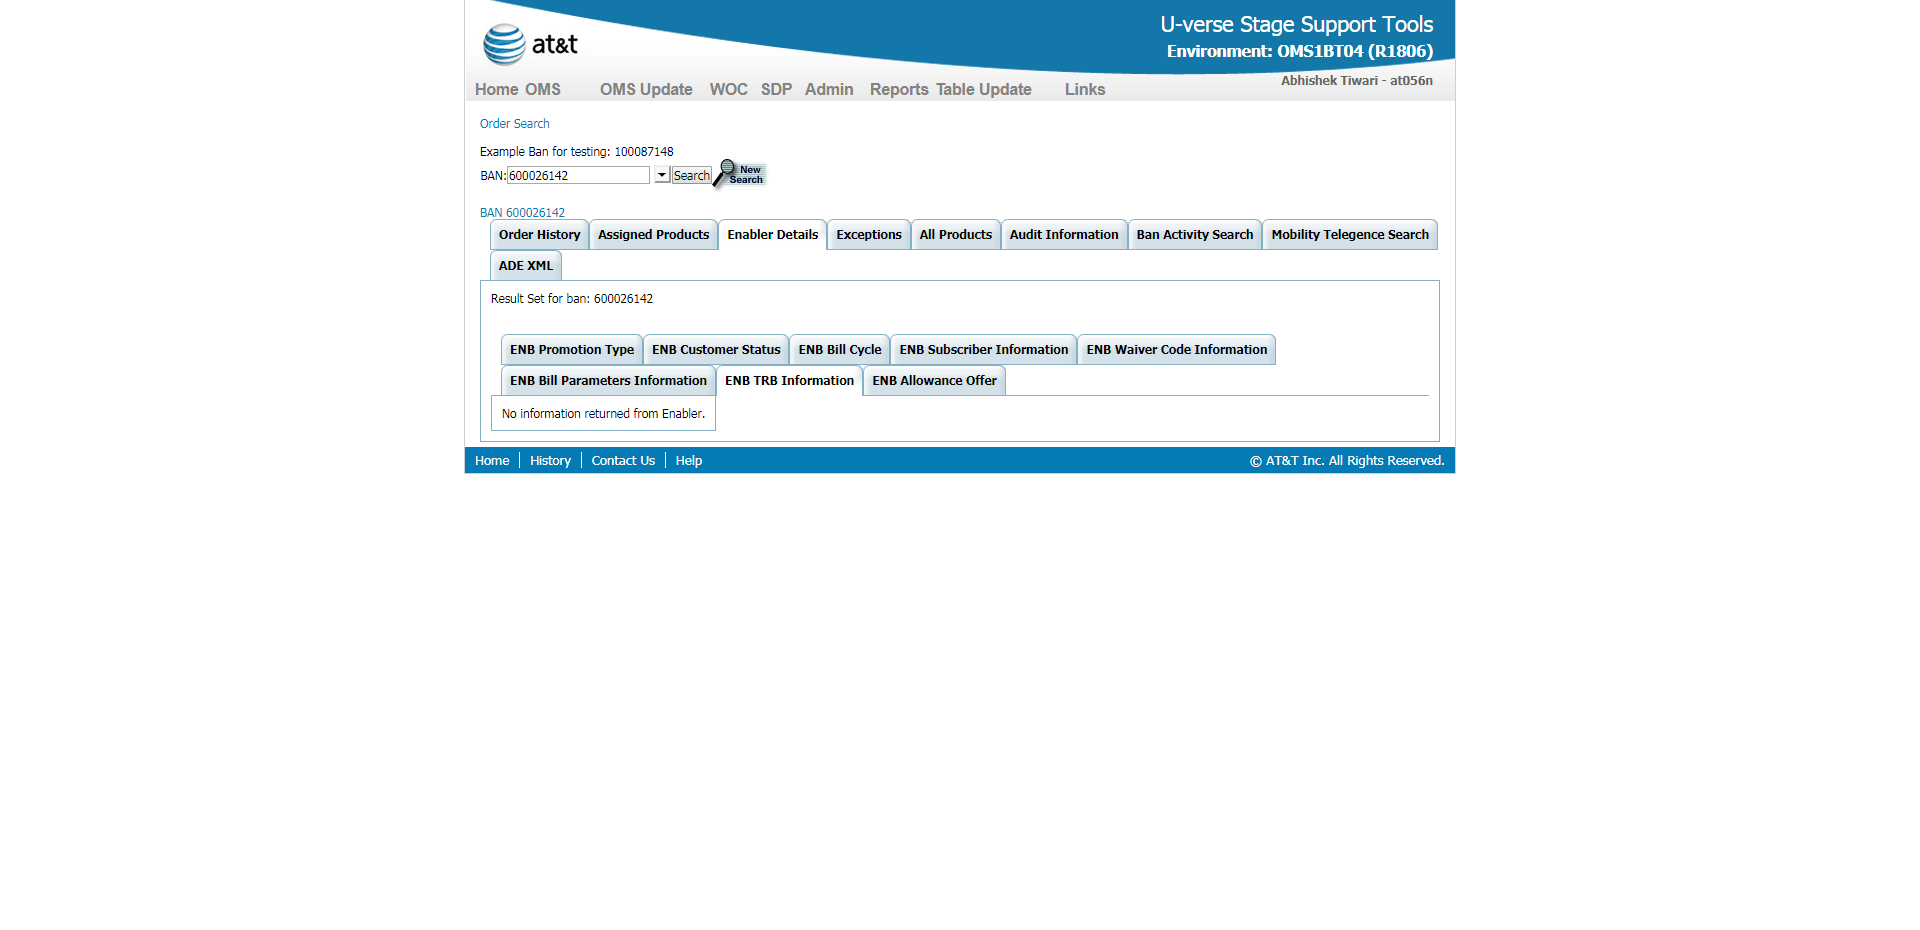 at&t
U-verse Stage Support Tools
Environment: OMS1BT04 (R1806)
Abhishek Tiwari - at056n
Home OMS OMS Update WOC SDP Admin Reports Table Update Links
Order Search
Example Ban for testing: 100087148
BAN: 600026142 Search New Search
BAN 600026142
Order History Assigned Products Enabler Details Exceptions All Products Audit Information Ban Activity Search Mobility Telegence Search
ADE XML
Result Set for ban: 600026142
ENB Promotion Type ENB Customer Status ENB Bill Cycle ENB Subscriber Information ENB Waiver Code Information
ENB Bill Parameters Information ENB TRB Information ENB Allowance Offer
No information returned from Enabler.
Home History Contact Us Help © AT&T Inc. All Rights Reserved.